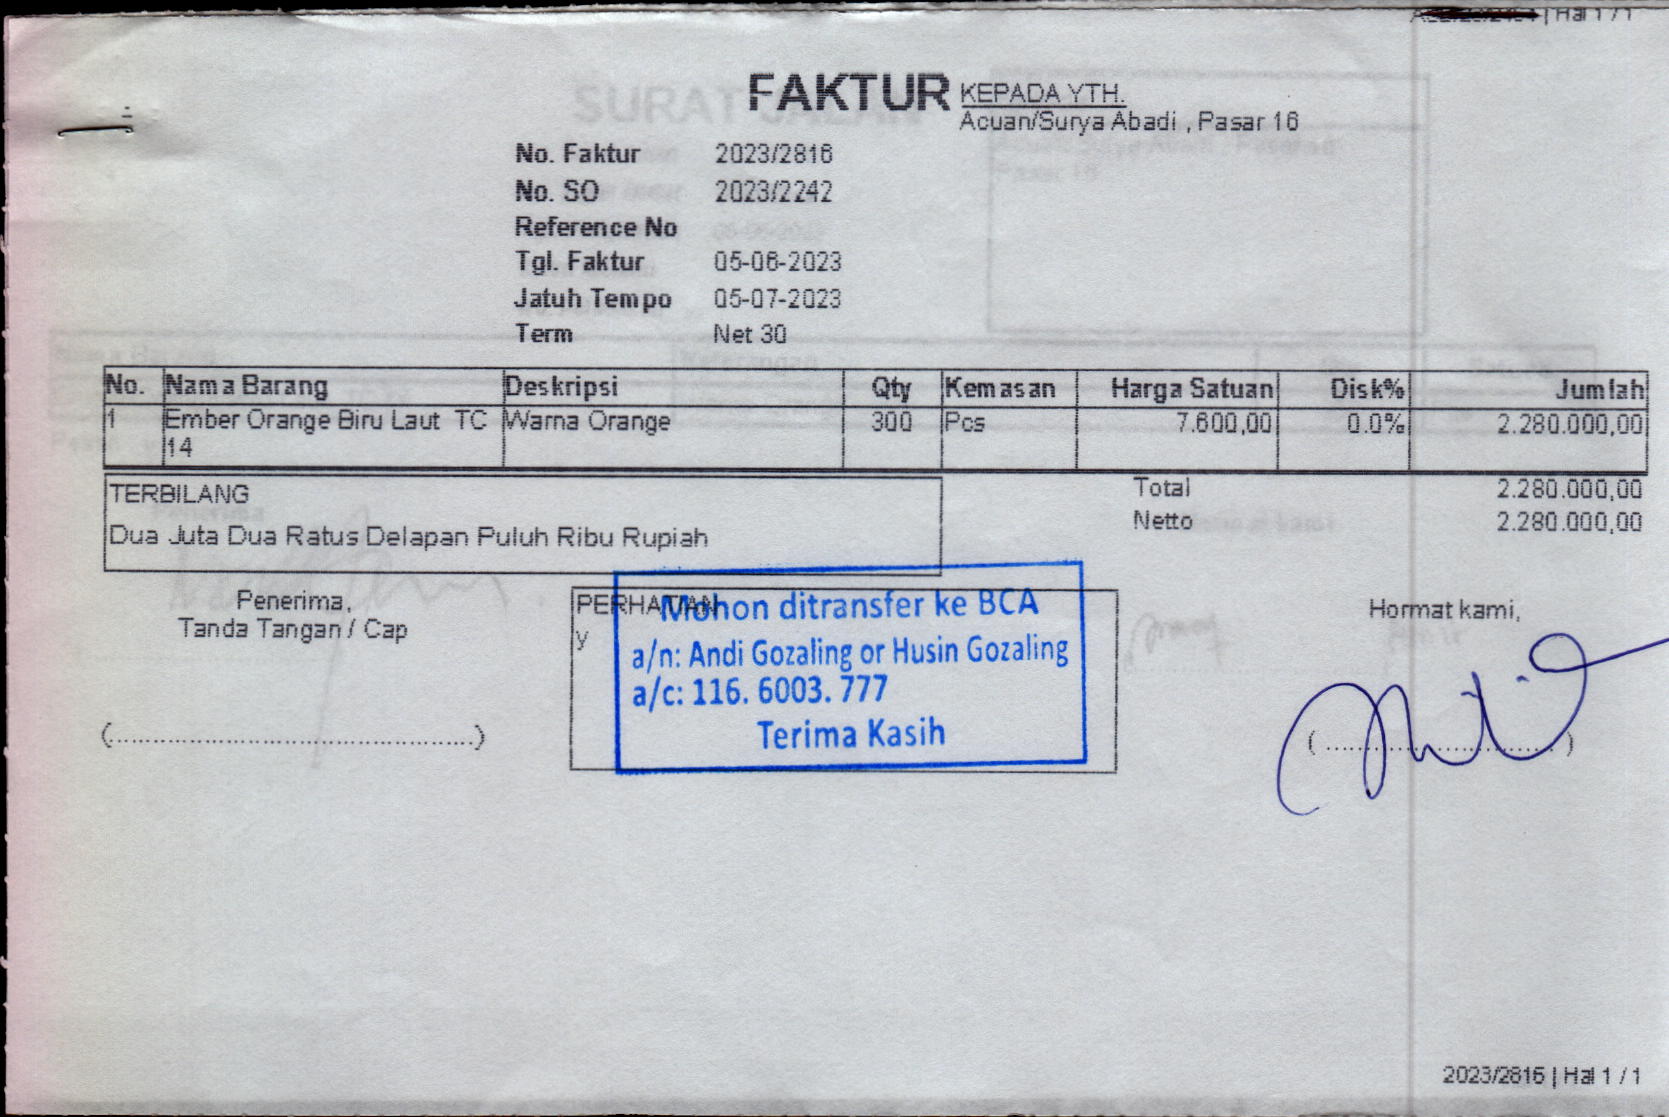 | Hal 1 / 1
FAKTUR
KEPADA YTH.
Acuan/Surya Abadi , Pasar 16
No. Faktur 2023/2816
No. SO 2023/2242
Reference No
Tgl. Faktur 05-06-2023
Jatuh Tempo 05-07-2023
Term Net 30
No. Nama Barang Deskripsi Qty Kemasan Harga Satuan Disk% Jumlah
1 Ember Orange Biru Laut TC Warna Orange 300 Pcs 7.600,00 0.0% 2.280.000,00
14
TERBILANG
Dua Juta Dua Ratus Delapan Puluh Ribu Rupiah
Total 2.280.000,00
Netto 2.280.000,00
Penerima,
Tanda Tangan / Cap
(...............................................)
PERHATIAN
y
Mohon ditransfer ke BCA
a/n: Andi Gozaling or Husin Gozaling
a/c: 116. 6003. 777
Terima Kasih
Hormat kami,
(................................)
2023/2816 | Hal 1 / 1